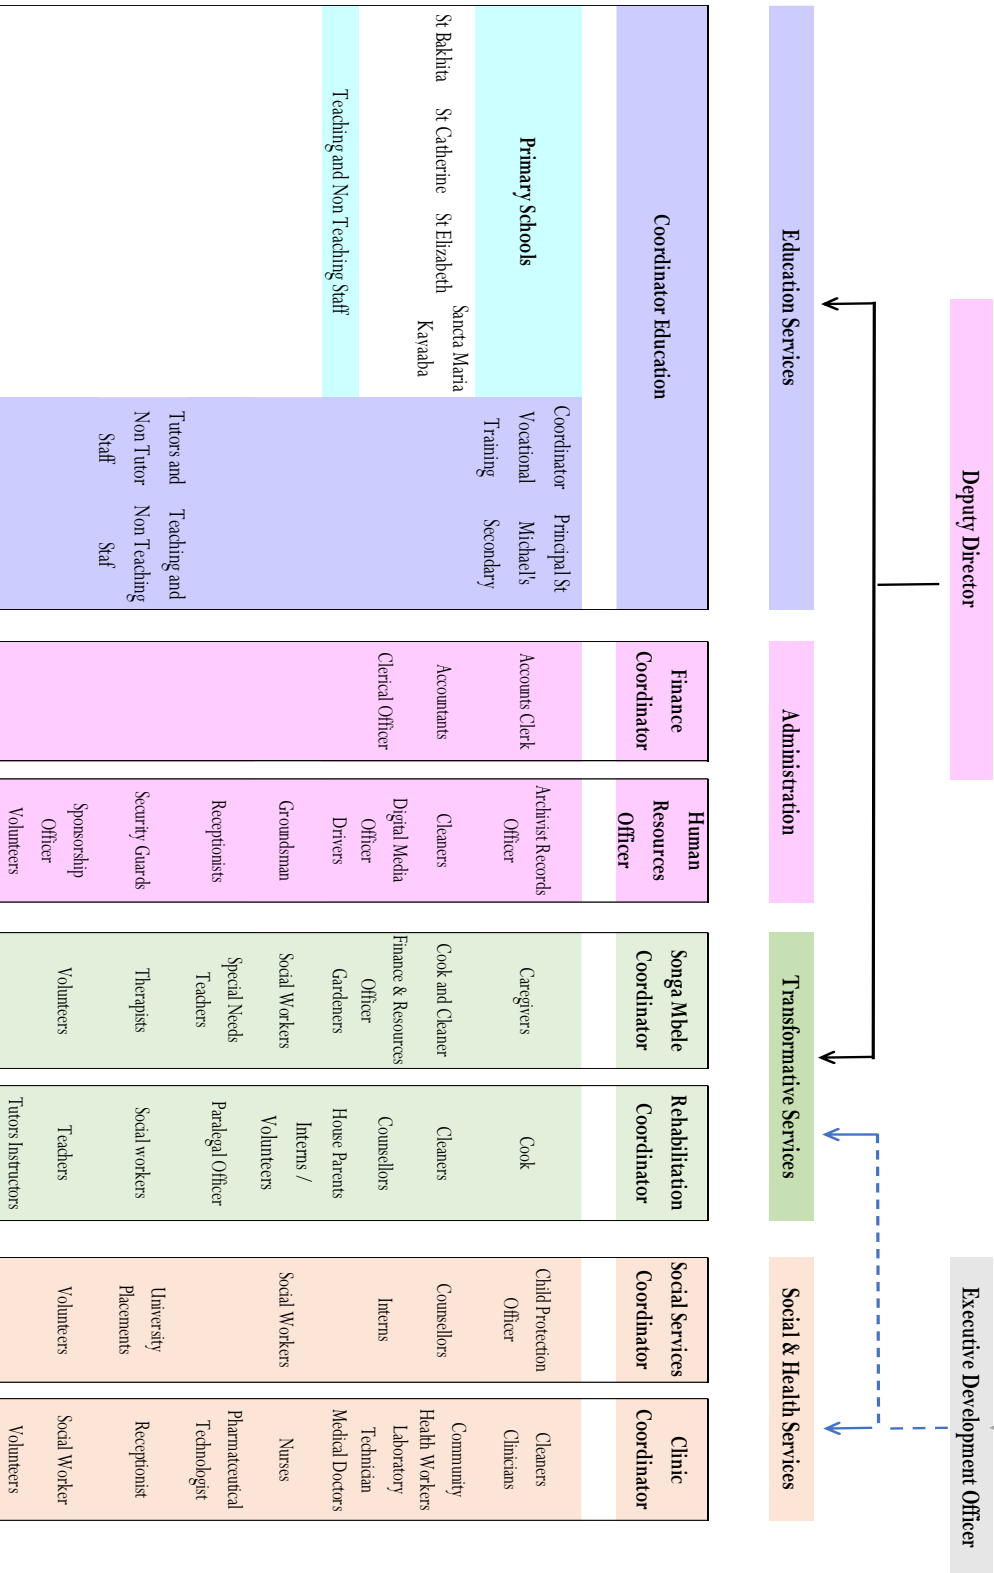 Deputy Director
Executive Development Officer
Education Services
Administration
Transformative Services
Social & Health Services
Coordinator Education
Primary Schools
St Bakhita
St Catherine
St Elizabeth
Sancta Maria
Kayaaba
Teaching and Non Teaching Staff
Coordinator
Vocational
Training
Tutors and
Non Tutor
Staff
Principal St
Michael's
Secondary
Teaching and
Non Teaching
Staf
Finance
Coordinator
Accounts Clerk
Accountants
Clerical Officer
Human
Resources
Officer
Archivist Records
Officer
Cleaners
Digital Media
Officer
Drivers
Groundsman
Receptionists
Security Guards
Sponsorship
Officer
Volunteers
Songa Mbele
Coordinator
Caregivers
Cook and Cleaner
Finance & Resources
Officer
Gardeners
Social Workers
Special Needs
Teachers
Therapists
Volunteers
Rehabilitation
Coordinator
Cook
Cleaners
Counsellors
House Parents
Interns /
Volunteers
Paralegal Officer
Social workers
Teachers
Tutors Instructors
Social Services
Coordinator
Child Protection
Officer
Counsellors
Interns
Social Workers
University
Placements
Volunteers
Clinic
Coordinator
Cleaners
Clinicians
Community
Health Workers
Laboratory
Technician
Medical Doctors
Nurses
Pharmatceutical
Technologist
Receptionist
Social Worker
Volunteers